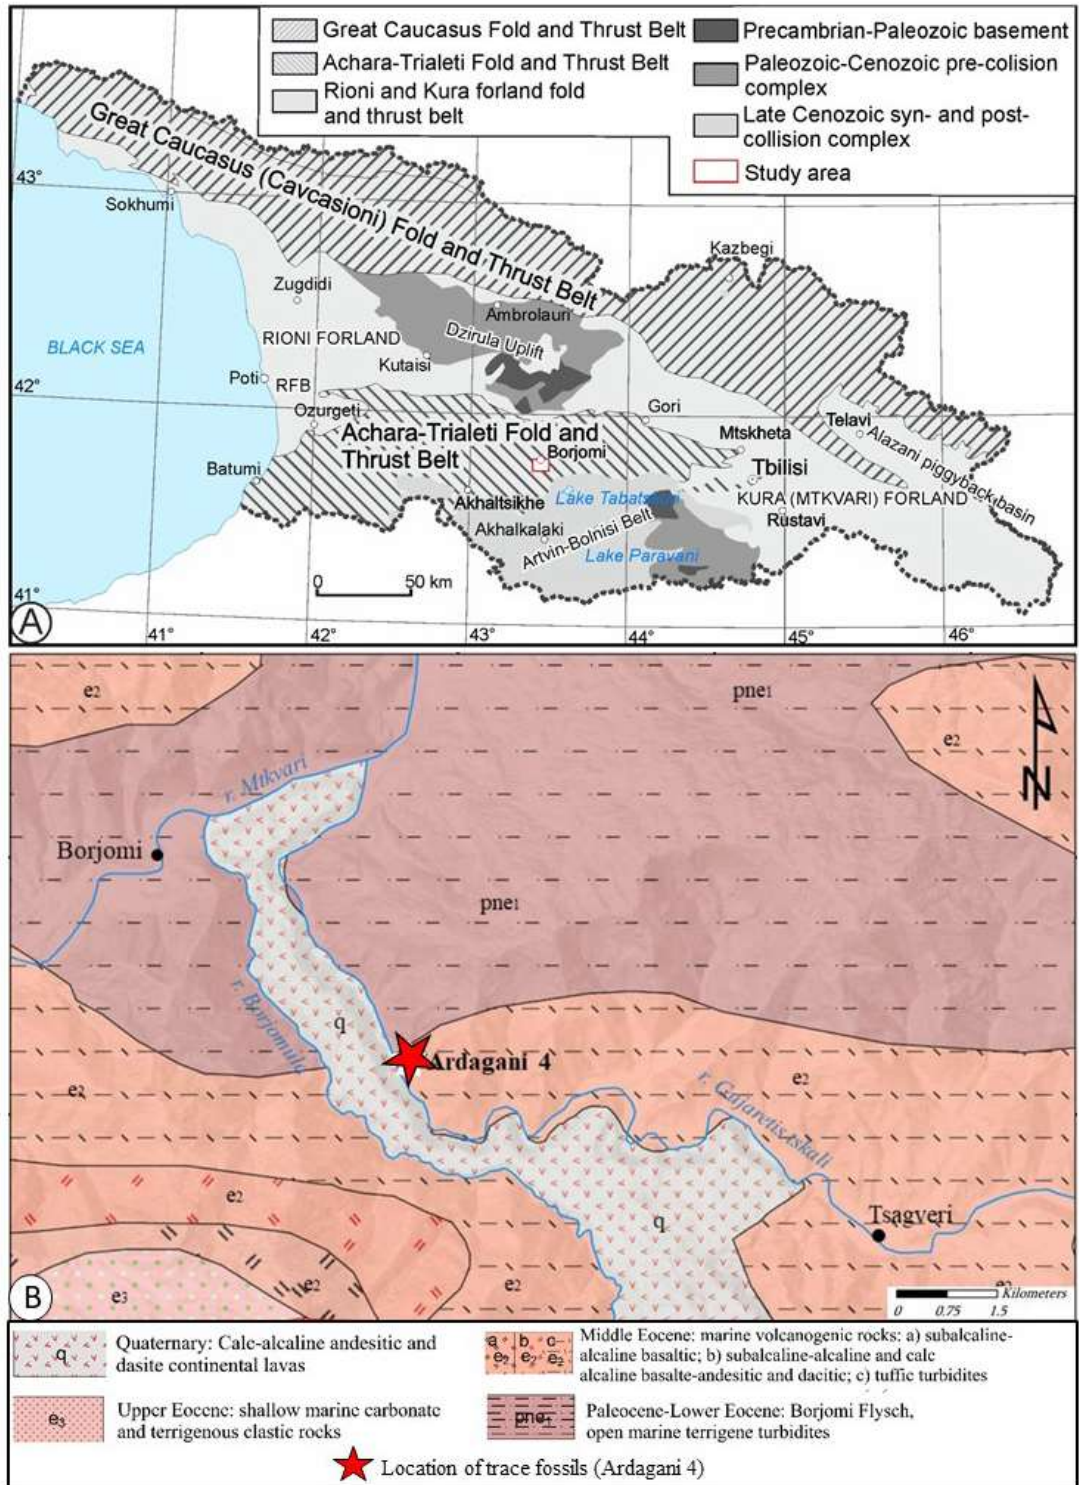 Great Caucasus Fold and Thrust Belt
Achara-Trialeti Fold and Thrust Belt
Rioni and Kura forland fold
and thrust belt
Precambrian-Paleozoic basement
Paleozoic-Cenozoic pre-colision
complex
Late Cenozoic syn- and post-
collision complex
Study area
Great Caucasus (Cavcasioni) Fold and Thrust Belt
43°
Sokhumi
Kazbegi
Zugdidi
Ambrolauri
Dzirula Uplift
RIONI FORLAND
BLACK SEA
Kutaisi
Poti
RFB
42°
Ozurgeti
Gori
Telavi
Alazani piggyback basin
Achara-Trialeti Fold and
Thrust Belt
Mtskheta
Borjomi
Batumi
Tbilisi
Akhaltsikhe
Lake Tabatskuri
KURA (MTKVARI) FORLAND
Rustavi
Akhalkalaki
Artvin-Bolnisi Belt
Lake Paravani
0
50 km
41°
A
41°
42°
43°
44°
45°
46°
e2
pne1
e2
r. Mtkvari
N
Borjomi
pne1
r. Borjomula
q
Ardagani 4
e2
e2
r. Gujaretistskali
e2
q
Tsagveri
B
e3
e2
e2
e2
Kilometers
0
0.75
1.5
q
Quaternary: Calc-alcaline andesitic and
dasite continental lavas
a
b
c
e2
e2
e2
Middle Eocene: marine volcanogenic rocks: a) subalcaline-
alcaline basaltic; b) subalcaline-alcaline and calc
alcaline basalte-andesitic and dacitic; c) tuffic turbidites
e3
Upper Eocene: shallow marine carbonate
and terrigenous clastic rocks
pne1
Paleocene-Lower Eocene: Borjomi Flysch,
open marine terrigene turbidites
Location of trace fossils (Ardagani 4)